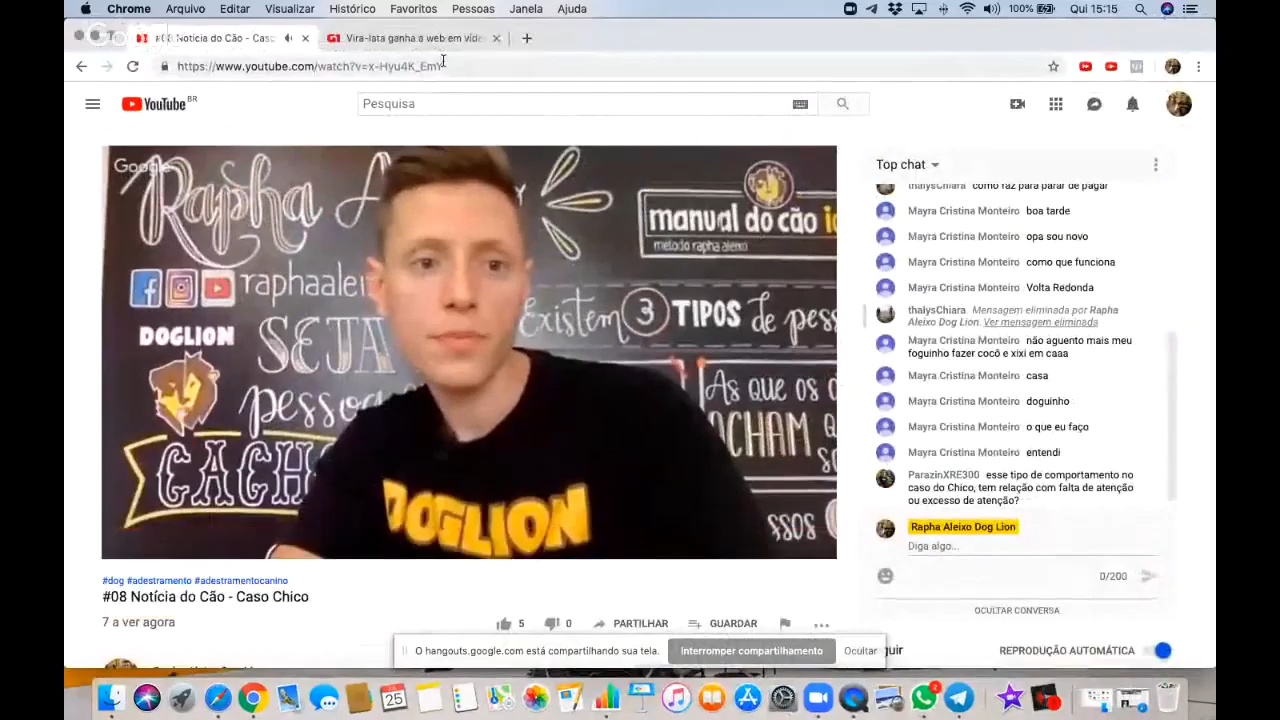 Chrome Arquivo Editar Visualizar Histórico Favoritos Pessoas Janela Ajuda 100% Qui 15:15
#08 Notícia do Cão - Caso
Vira-lata ganha a web em víde
https://www.youtube.com/watch?v=x-Hyu4K_EmY
YouTube BR
Pesquisa
Google
Rapha A
manual do cão
metodo rapha aleixo
raphaalei
DOGLION
SEJA
Existem 3 TIPOS de pess
pessoa
As que os
ACHAM
CACHO
DOGLION
SSOS
#dog #adestramento #adestramentocanino
#08 Notícia do Cão - Caso Chico
7 a ver agora
5 0 PARTILHAR GUARDAR
Top chat
thalysChiara como faz para parar de pagar
Mayra Cristina Monteiro boa tarde
Mayra Cristina Monteiro opa sou novo
Mayra Cristina Monteiro como que funciona
Mayra Cristina Monteiro Volta Redonda
thalysChiara Mensagem eliminada por Rapha
Aleixo Dog Lion. Ver mensagem eliminada
Mayra Cristina Monteiro não aguento mais meu
foguinho fazer cocô e xixi em caaa
Mayra Cristina Monteiro casa
Mayra Cristina Monteiro doguinho
Mayra Cristina Monteiro o que eu faço
Mayra Cristina Monteiro entendi
ParazinXRE300 esse tipo de comportamento no
caso do Chico, tem relação com falta de atenção
ou excesso de atenção?
Rapha Aleixo Dog Lion
Diga algo...
0/200
OCULTAR CONVERSA
O hangouts.google.com está compartilhando sua tela. Interromper compartilhamento Ocultar
guir REPRODUÇÃO AUTOMÁTICA
25
2